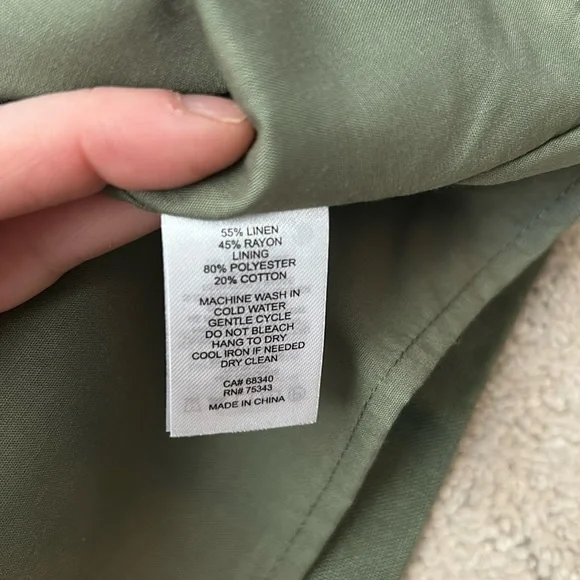 55% LINEN
45% RAYON
LINING
80% POLYESTER
20% COTTON
MACHINE WASH IN
COLD WATER
GENTLE CYCLE
DO NOT BLEACH
HANG TO DRY
COOL IRON IF NEEDED
DRY CLEAN
CA# 68340
RN# 75343
MADE IN CHINA